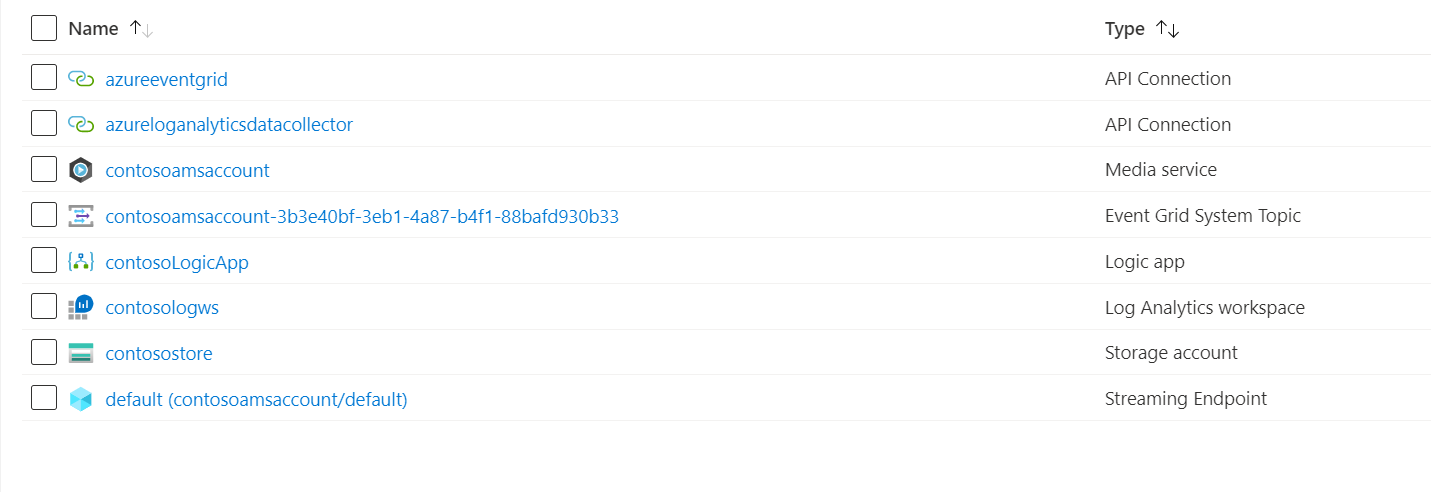 Name Type
azureeventgrid API Connection
azureloganalyticsdatacollector API Connection
contosoamsaccount Media service
contosoamsaccount-3b3e40bf-3eb1-4a87-b4f1-88bafd930b33 Event Grid System Topic
contosoLogicApp Logic app
contosologws Log Analytics workspace
contosostore Storage account
default (contosoamsaccount/default) Streaming Endpoint